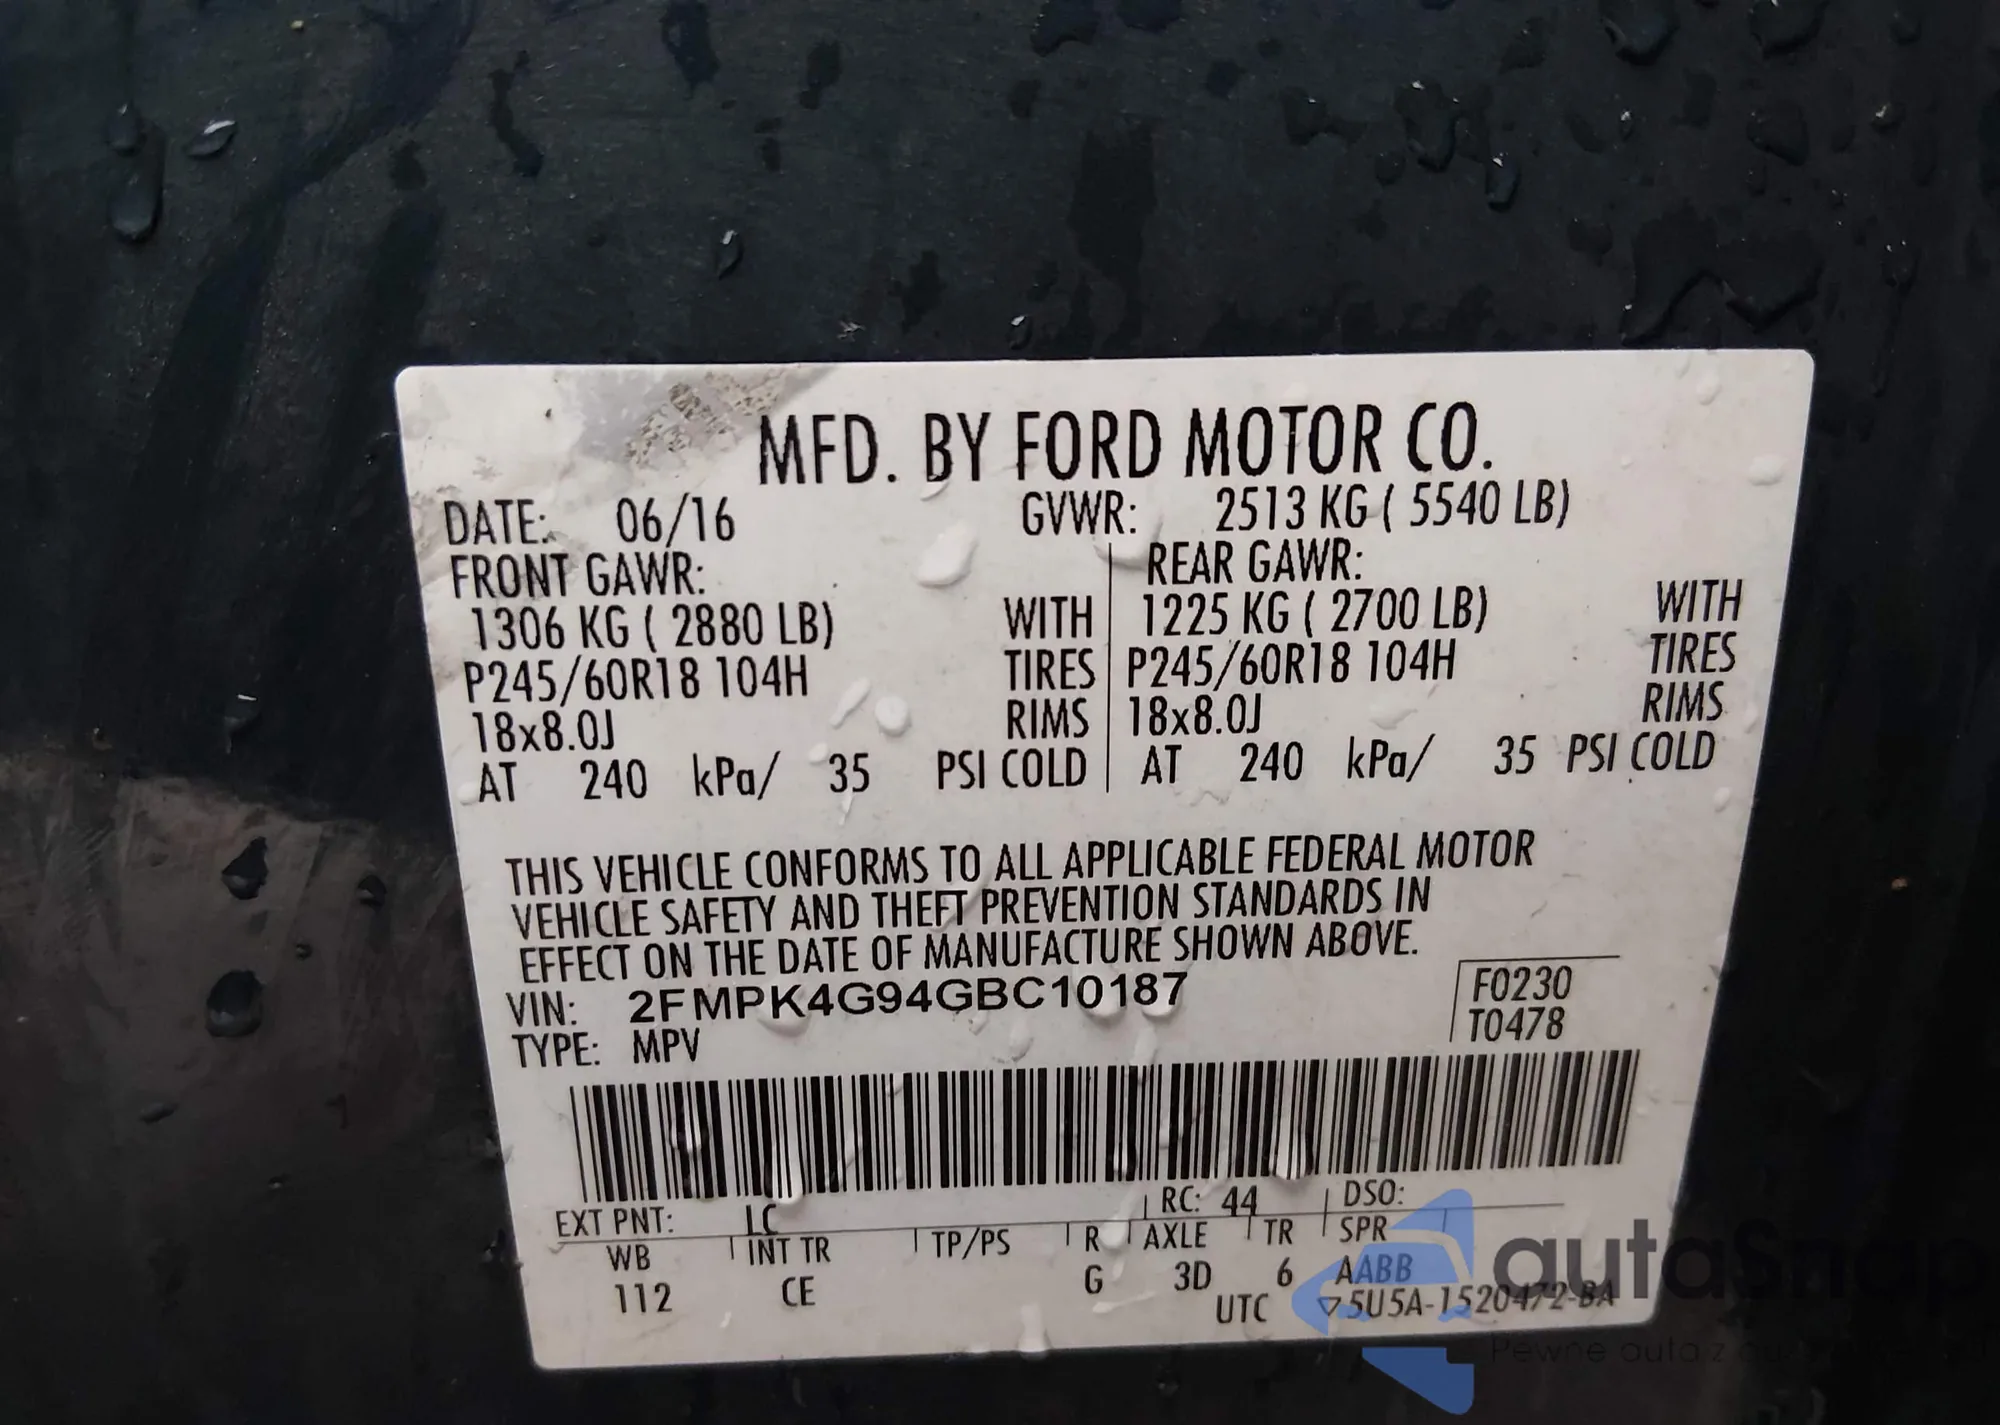 MFD. BY FORD MOTOR CO.
DATE: 06/16 GVWR: 2513 KG ( 5540 LB)
FRONT GAWR: REAR GAWR:
1306 KG ( 2880 LB) WITH 1225 KG ( 2700 LB) WITH
P245/60R18 104H TIRES P245/60R18 104H TIRES
18x8.0J RIMS 18x8.0J RIMS
AT 240 kPa/ 35 PSI COLD AT 240 kPa/ 35 PSI COLD
THIS VEHICLE CONFORMS TO ALL APPLICABLE FEDERAL MOTOR
VEHICLE SAFETY AND THEFT PREVENTION STANDARDS IN
EFFECT ON THE DATE OF MANUFACTURE SHOWN ABOVE.
VIN: 2FMPK4G94GBC10187 F0230
TYPE: MPV T0478
EXT PNT: LC RC: 44 DSO:
WB INT TR TP/PS R AXLE TR SPR
112 CE G 3D 6 AABB
UTC ▽5U5A-1520472-BA
autaSnap
Pewne auta z